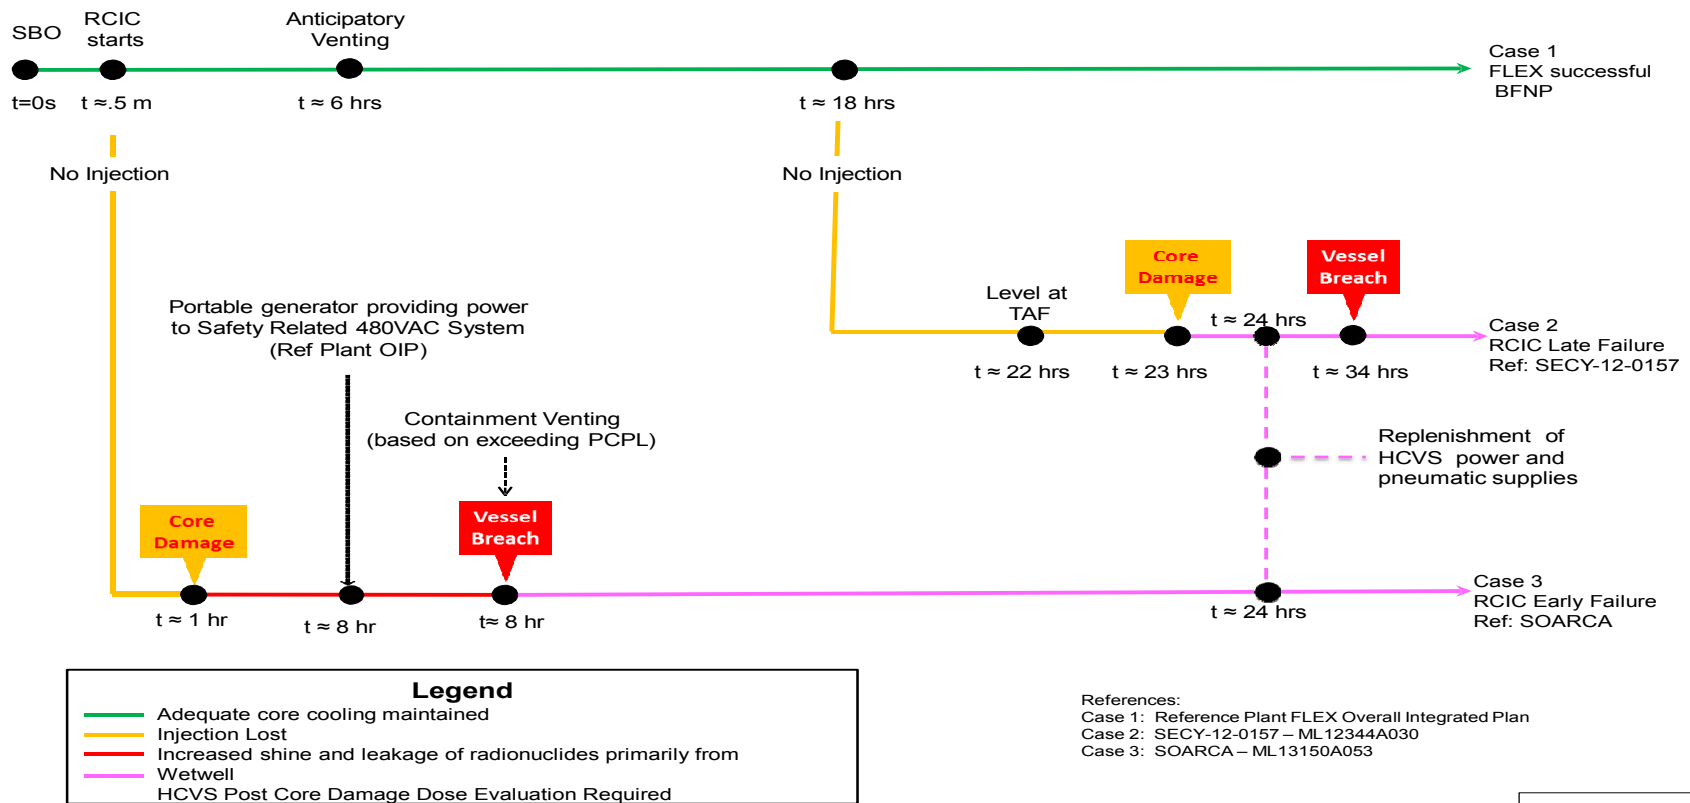 SBO
RCIC
starts
Anticipatory
Venting
Case 1
FLEX successful
BFNP
t=0s
t ≈.5 m
t ≈ 6 hrs
t ≈ 18 hrs
No Injection
No Injection
Core
Damage
Vessel
Breach
Level at
TAF
t ≈ 24 hrs
Case 2
RCIC Late Failure
Ref: SECY-12-0157
t ≈ 22 hrs
t ≈ 23 hrs
t ≈ 34 hrs
Portable generator providing power
to Safety Related 480VAC System
(Ref Plant OIP)
Containment Venting
(based on exceeding PCPL)
Replenishment of
HCVS power and
pneumatic supplies
Core
Damage
Vessel
Breach
Case 3
RCIC Early Failure
Ref: SOARCA
t ≈ 1 hr
t ≈ 8 hr
t≈ 8 hr
t ≈ 24 hrs
Legend
Adequate core cooling maintained
Injection Lost
Increased shine and leakage of radionuclides primarily from
Wetwell
HCVS Post Core Damage Dose Evaluation Required
References:
Case 1: Reference Plant FLEX Overall Integrated Plan
Case 2: SECY-12-0157 – ML12344A030
Case 3: SOARCA – ML13150A053